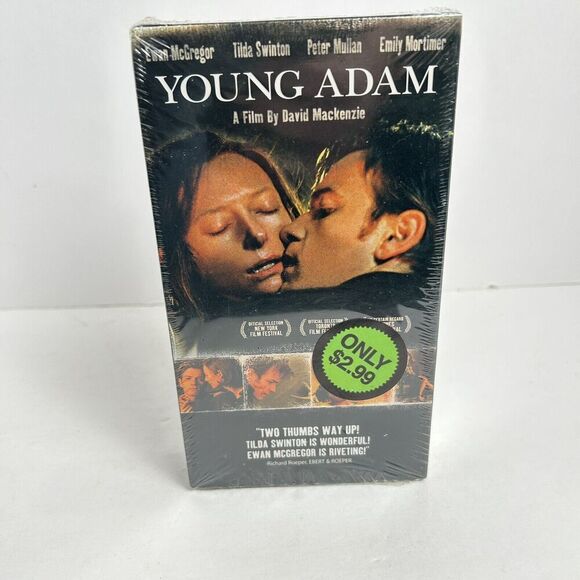 Ewan McGregor Tilda Swinton Peter Mullan Emily Mortimer
YOUNG ADAM
A Film By David Mackenzie
OFFICIAL SELECTION
NEW YORK
FILM FESTIVAL
OFFICIAL SELECTION
TORONTO
CERTAIN REGARD
ONLY
$2.99
"TWO THUMBS WAY UP!
TILDA SWINTON IS WONDERFUL!
EWAN MCGREGOR IS RIVETING!"
Richard Roeper, EBERT & ROEPER